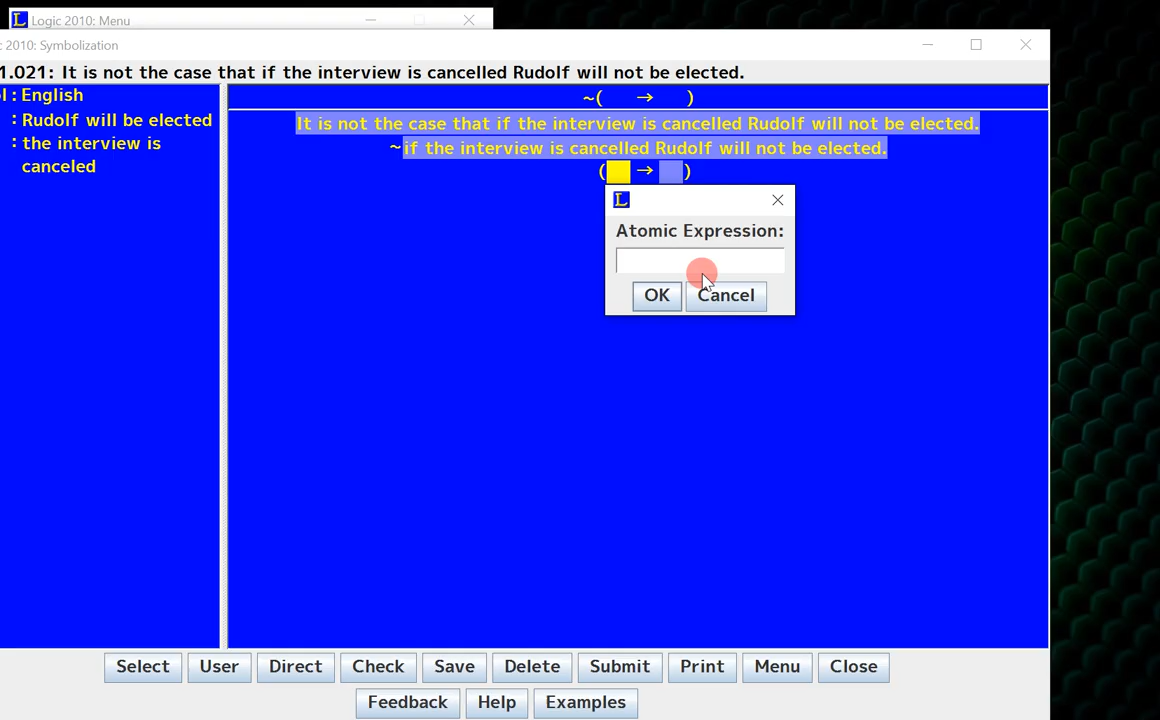 L Logic 2010: Menu
: 2010: Symbolization
1.021: It is not the case that if the interview is cancelled Rudolf will not be elected.
l : English
: Rudolf will be elected
: the interview is
canceled
~( → )
It is not the case that if the interview is cancelled Rudolf will not be elected.
~if the interview is cancelled Rudolf will not be elected.
( → )
L
Atomic Expression:
OK Cancel
Select User Direct Check Save Delete Submit Print Menu Close
Feedback Help Examples